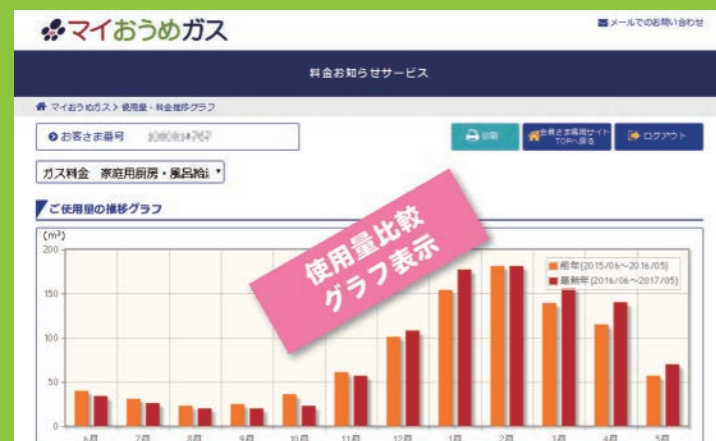 マイおうめガス
メールでのお問い合わせ
料金お知らせサービス
マイおうめガス > 使用量・料金推移グラフ
お客さま番号
印刷
会員さま専用サイト
TOPへ戻る
ログアウト
ガス料金 家庭用厨房・風呂給
ご使用量の推移グラフ
使用量比較
グラフ表示
(m³)
前年(2015/06~2016/05)
最新年(2016/06~2017/05)
200
150
100
50
0
6月 7月 8月 9月 10月 11月 12月 1月 2月 3月 4月 5月